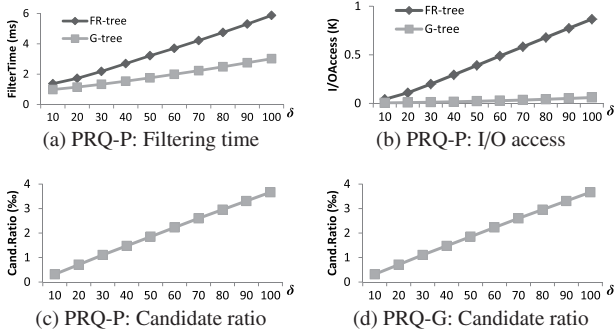 FR-tree
G-tree
FilterTime (ms)
6
4
2
0
10 20 30 40 50 60 70 80 90 100 δ
(a) PRQ-P: Filtering time
FR-tree
G-tree
I/OAccess (K)
1
0.5
0
10 20 30 40 50 60 70 80 90 100 δ
(b) PRQ-P: I/O access
Cand.Ratio (‰)
4
3
2
1
0
10 20 30 40 50 60 70 80 90 100 δ
(c) PRQ-P: Candidate ratio
Cand.Ratio (‰)
4
3
2
1
0
10 20 30 40 50 60 70 80 90 100 δ
(d) PRQ-G: Candidate ratio